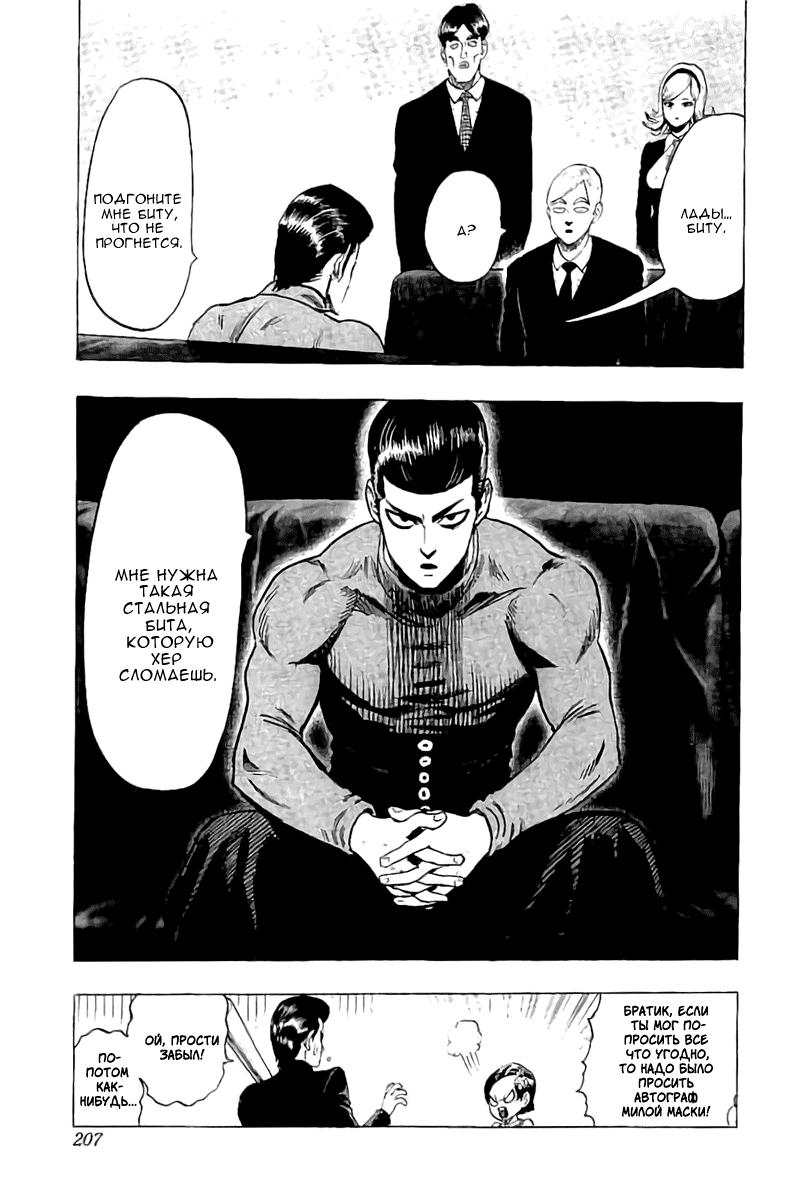 ЛАДЫ...
БИТУ.
А?
ПОДГОНИТЕ
МНЕ БИТУ,
ЧТО НЕ
ПРОГНЕТСЯ.
МНЕ НУЖНА
ТАКАЯ
СТАЛЬНАЯ
БИТА,
КОТОРУЮ
ХЕР
СЛОМАЕШЬ.
БРАТИК, ЕСЛИ
ТЫ МОГ ПО-
ПРОСИТЬ ВСЕ
ЧТО УГОДНО,
ТО НАДО БЫЛО
ПРОСИТЬ
АВТОГРАФ
МИЛОЙ МАСКИ!
ОЙ, ПРОСТИ
ЗАБЫЛ!
ПО-
ПОТОМ
КАК-
НИБУДЬ...
207